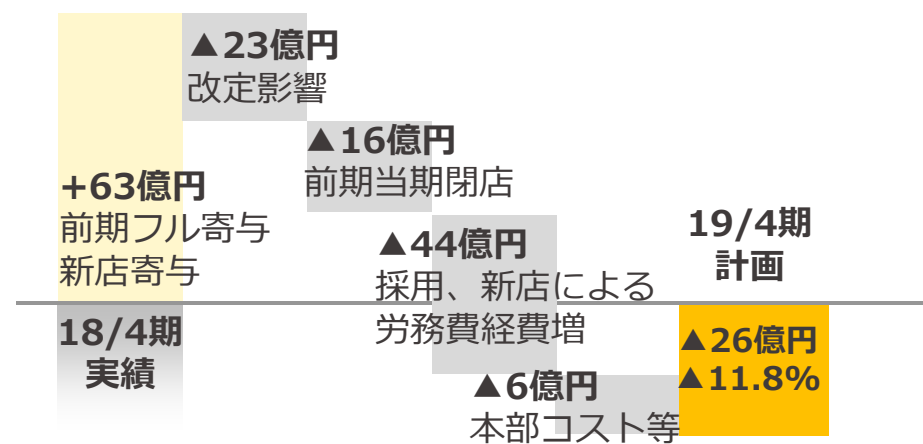 ▲23億円
改定影響
▲16億円
前期当期閉店
+63億円
前期フル寄与
新店寄与
▲44億円
採用、新店による
労務費経費増
19/4期
計画
18/4期
実績
▲26億円
▲11.8%
▲6億円
本部コスト等